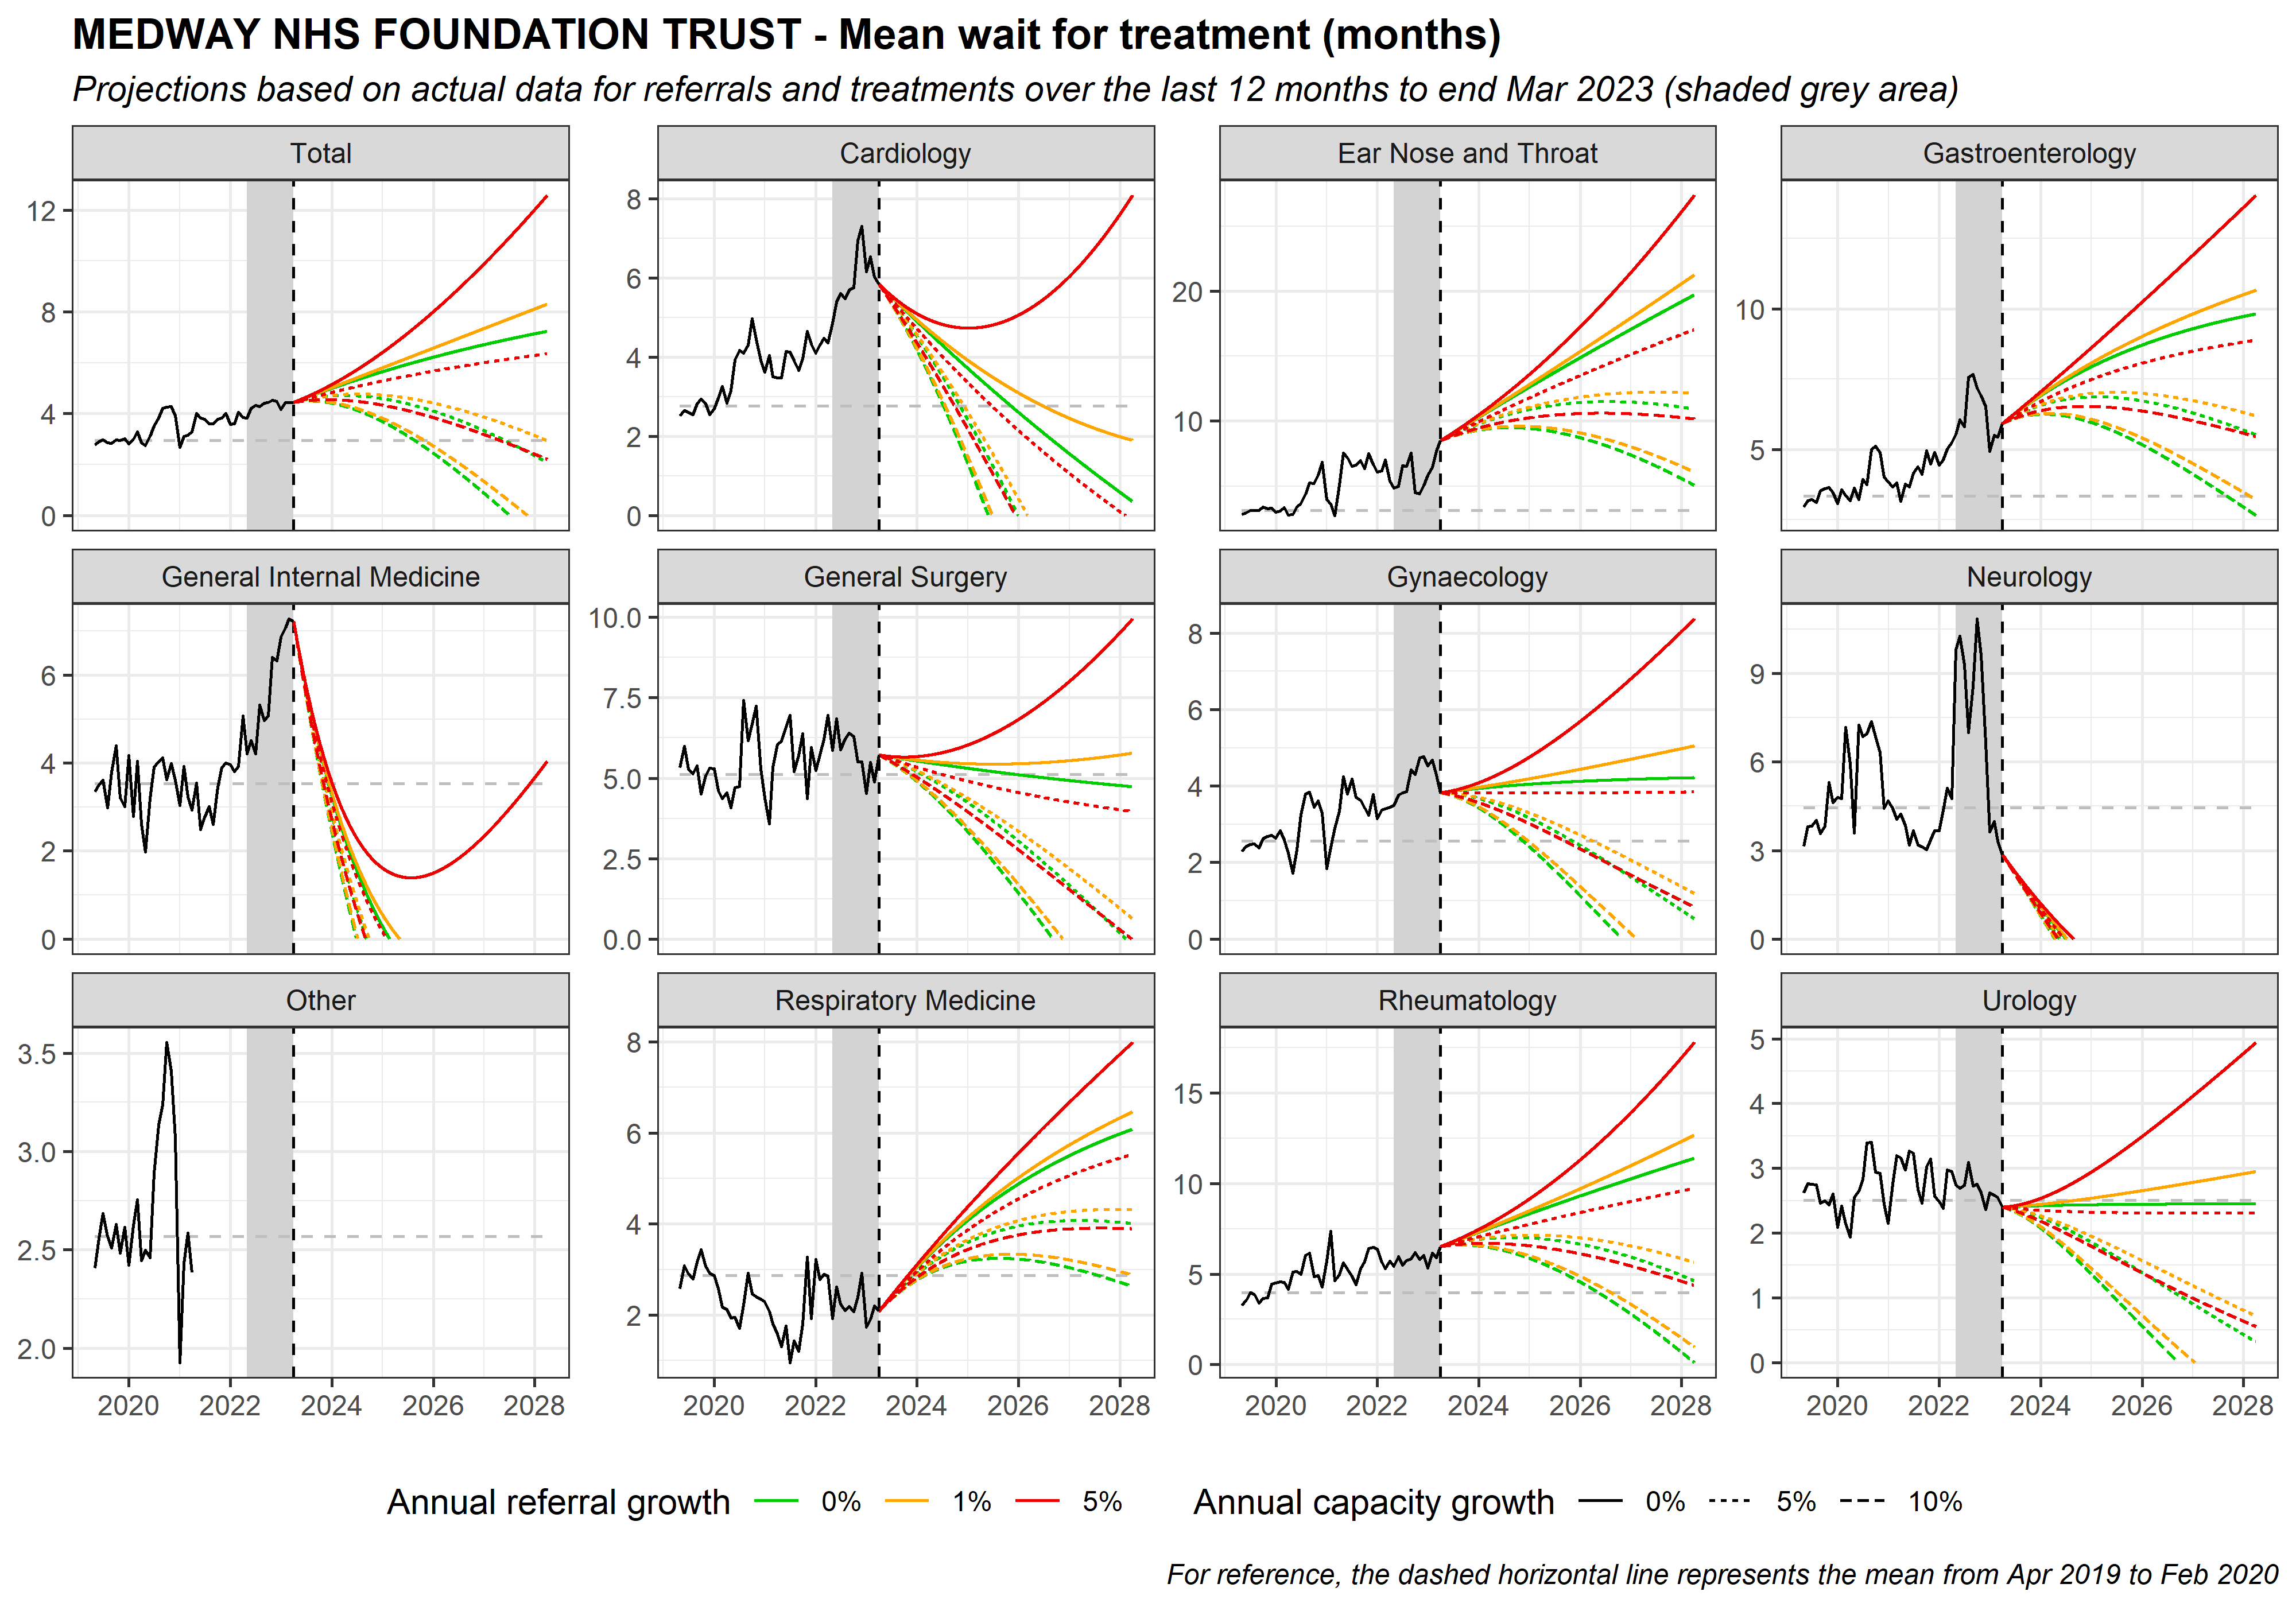 MEDWAY NHS FOUNDATION TRUST - Mean wait for treatment (months)
Projections based on actual data for referrals and treatments over the last 12 months to end Mar 2023 (shaded grey area)
Total
12
8
4
0
Cardiology
8
6
4
2
0
Ear Nose and Throat
20
10
Gastroenterology
10
5
General Internal Medicine
6
4
2
0
General Surgery
10.0
7.5
5.0
2.5
0.0
Gynaecology
8
6
4
2
0
Neurology
9
6
3
0
Other
3.5
3.0
2.5
2.0
2020 2022 2024 2026 2028
Respiratory Medicine
8
6
4
2
2020 2022 2024 2026 2028
Rheumatology
15
10
5
0
2020 2022 2024 2026 2028
Urology
5
4
3
2
1
0
2020 2022 2024 2026 2028
Annual referral growth 0% 1% 5%
Annual capacity growth 0% 5% 10%
For reference, the dashed horizontal line represents the mean from Apr 2019 to Feb 2020